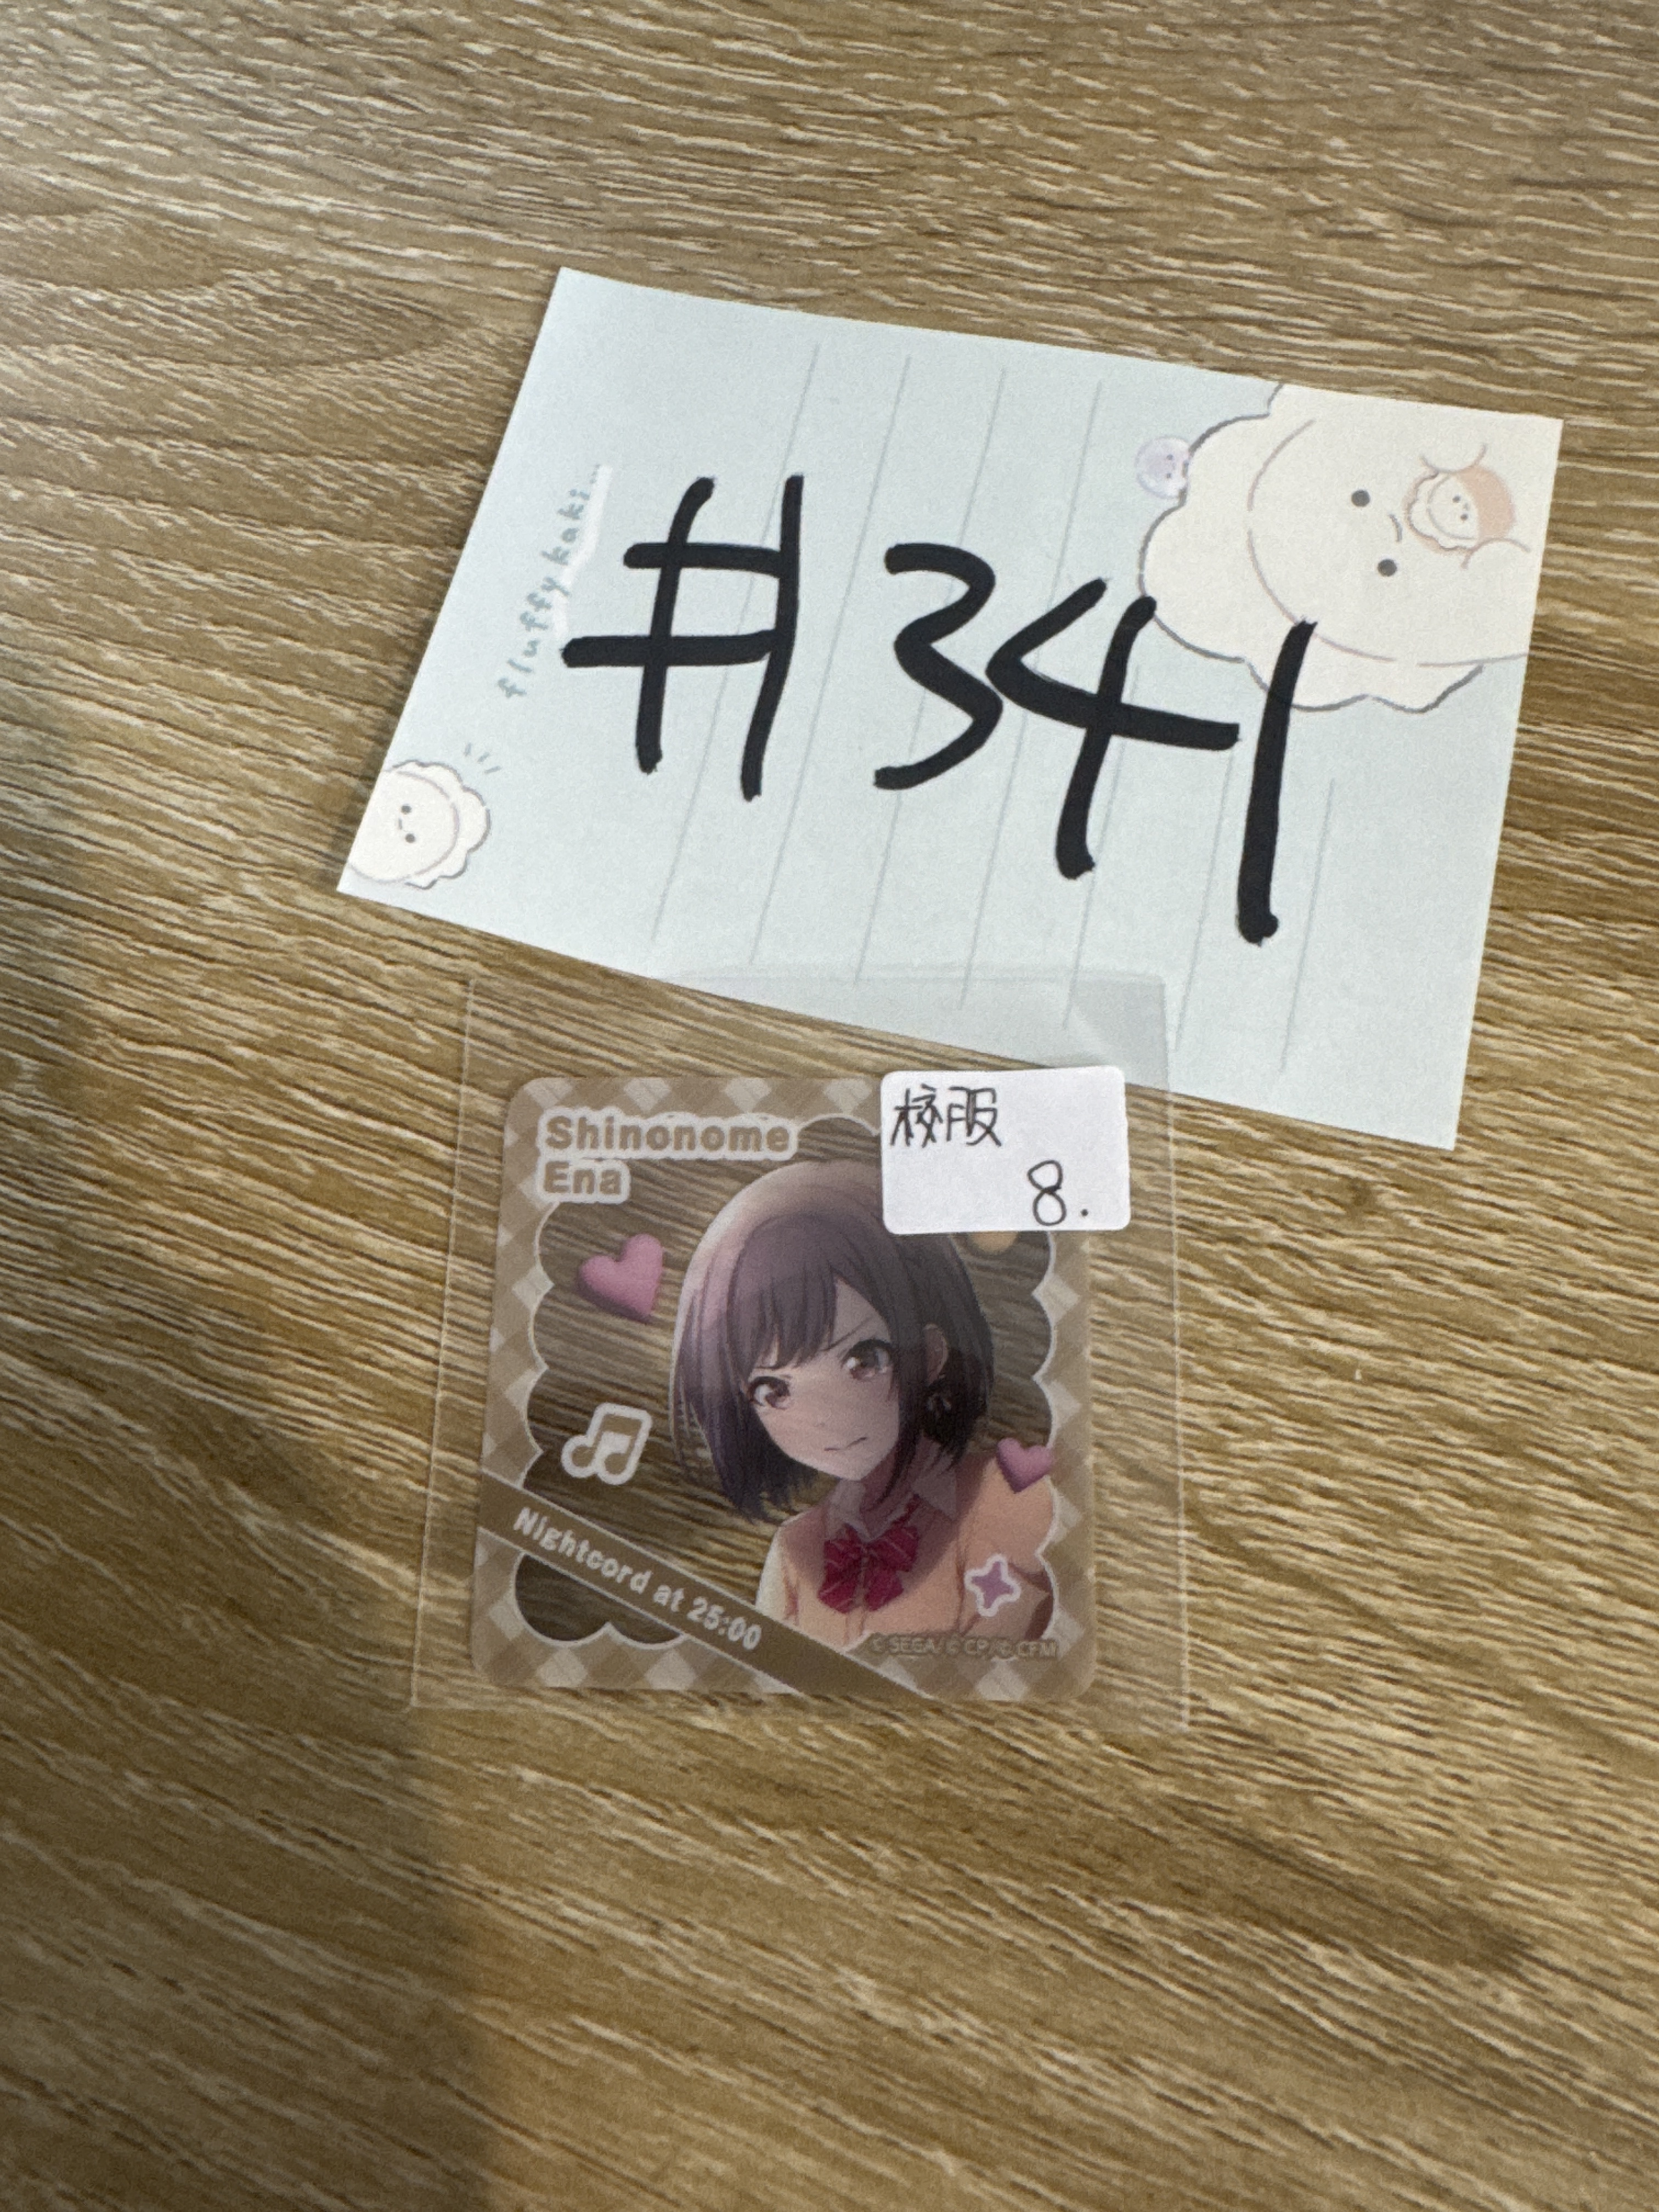 #341
fluffy kaki...
Shinonome
Ena
校服
8.
Nightcord at 25:00
© SEGA/ © CP/ © CFM